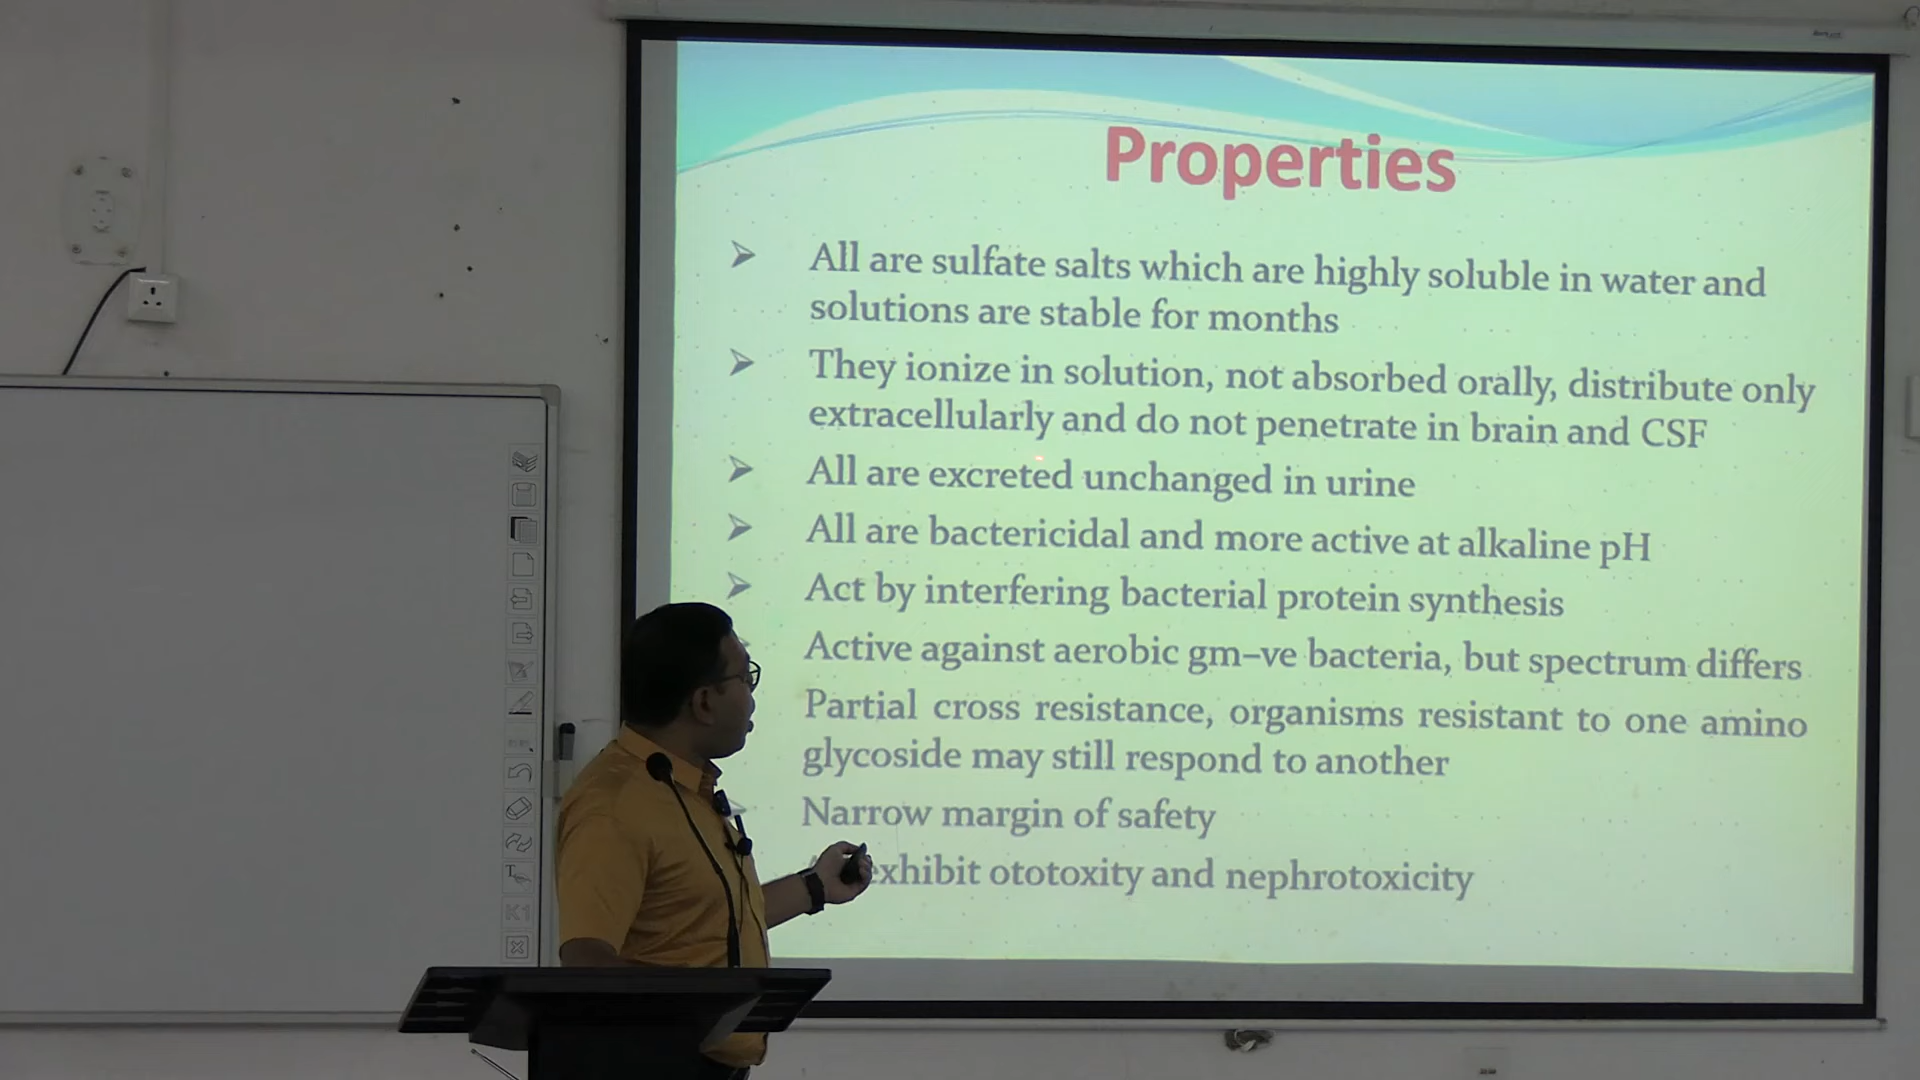 Properties
All are sulfate salts which are highly soluble in water and
solutions are stable for months
They ionize in solution, not absorbed orally, distribute only
extracellularly and do not penetrate in brain and CSF
All are excreted unchanged in urine
All are bactericidal and more active at alkaline pH
Act by interfering bacterial protein synthesis
Active against aerobic gm–ve bacteria, but spectrum differs
Partial cross resistance, organisms resistant to one amino
glycoside may still respond to another
Narrow margin of safety
exhibit ototoxity and nephrotoxicity